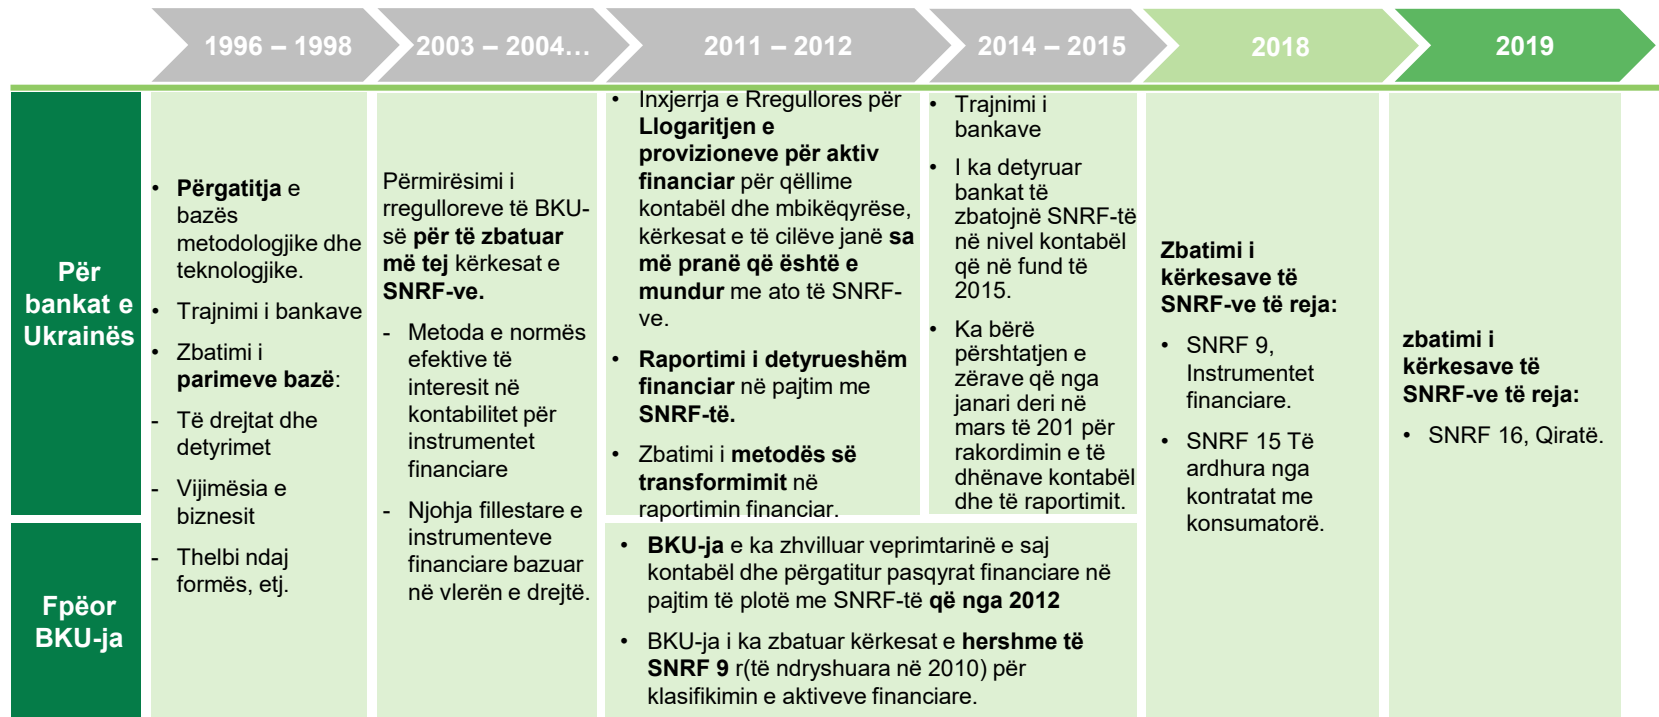 1996 – 1998
2003 – 2004…
2011 – 2012
2014 – 2015
2018
2019
Për
bankat e
Ukrainës
• Përgatitja e
bazës
metodologjike dhe
teknologjike.
• Trajnimi i bankave
• Zbatimi i
parimeve bazë:
- Të drejtat dhe
detyrimet
- Vijimësia e
biznesit
- Thelbi ndaj
formës, etj.
Përmirësimi i
rregulloreve të BKU-
së për të zbatuar
më tej kërkesat e
SNRF-ve.
- Metoda e normës
efektive të
interesit në
kontabilitet për
instrumentet
financiare
- Njohja fillestare e
instrumenteve
financiare bazuar
në vlerën e drejtë.
• Inxjerrja e Rregullores për
Llogaritjen e
provizioneve për aktiv
financiar për qëllime
kontabël dhe mbikëqyrëse,
kërkesat e të cilëve janë sa
më pranë që është e
mundur me ato të SNRF-
ve.
• Raportimi i detyrueshëm
financiar në pajtim me
SNRF-të.
• Zbatimi i metodës së
transformimit në
raportimin financiar.
• Trajnimi i
bankave
• I ka detyruar
bankat të
zbatojnë SNRF-të
në nivel kontabël
që në fund të
2015.
• Ka bërë
përshtatjen e
zërave që nga
janari deri në
mars të 201 për
rakordimin e të
dhënave kontabël
dhe të raportimit.
Zbatimi i
kërkesave të
SNRF-ve të reja:
• SNRF 9,
Instrumentet
financiare.
• SNRF 15 Të
ardhura nga
kontratat me
konsumatorë.
zbatimi i
kërkesave të
SNRF-ve të reja:
• SNRF 16, Qiratë.
Fpëor
BKU-ja
• BKU-ja e ka zhvilluar veprimtarinë e saj
kontabël dhe përgatitur pasqyrat financiare në
pajtim të plotë me SNRF-të që nga 2012
• BKU-ja i ka zbatuar kërkesat e hershme të
SNRF 9 r(të ndryshuara në 2010) për
klasifikimin e aktiveve financiare.